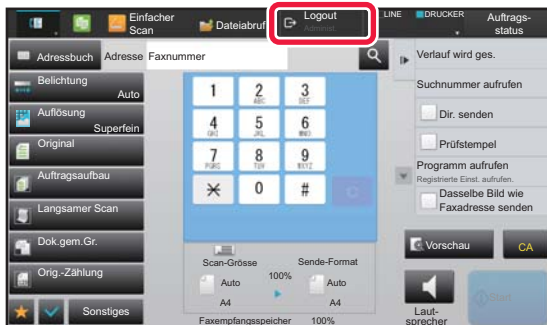 Einfacher Scan
Dateiabruf
Logout
Administ.
LINE
DRUCKER
Auftrags-
status
Adressbuch
Adresse
Faxnummer
Verlauf wird ges.
Belichtung
Auto
Suchnummer aufrufen
Auflösung
Superfein
Dir. senden
Original
Prüfstempel
Auftragsaufbau
Programm aufrufen
Registrierte Einst. aufrufen.
Langsamer Scan
Dasselbe Bild wie
Faxadresse senden
Dok.gem.Gr.
Orig.-Zählung
Sonstiges
1
2 ABC
3 DEF
4 GHI
5 JKL
6 MNO
7 PQRS
8 TUV
9 WXYZ
0
#
C
Scan-Grösse
Sende-Format
Auto
100%
Auto
A4
A4
Faxempfangsspeicher 100%
Vorschau
CA
Laut-
sprecher
Start